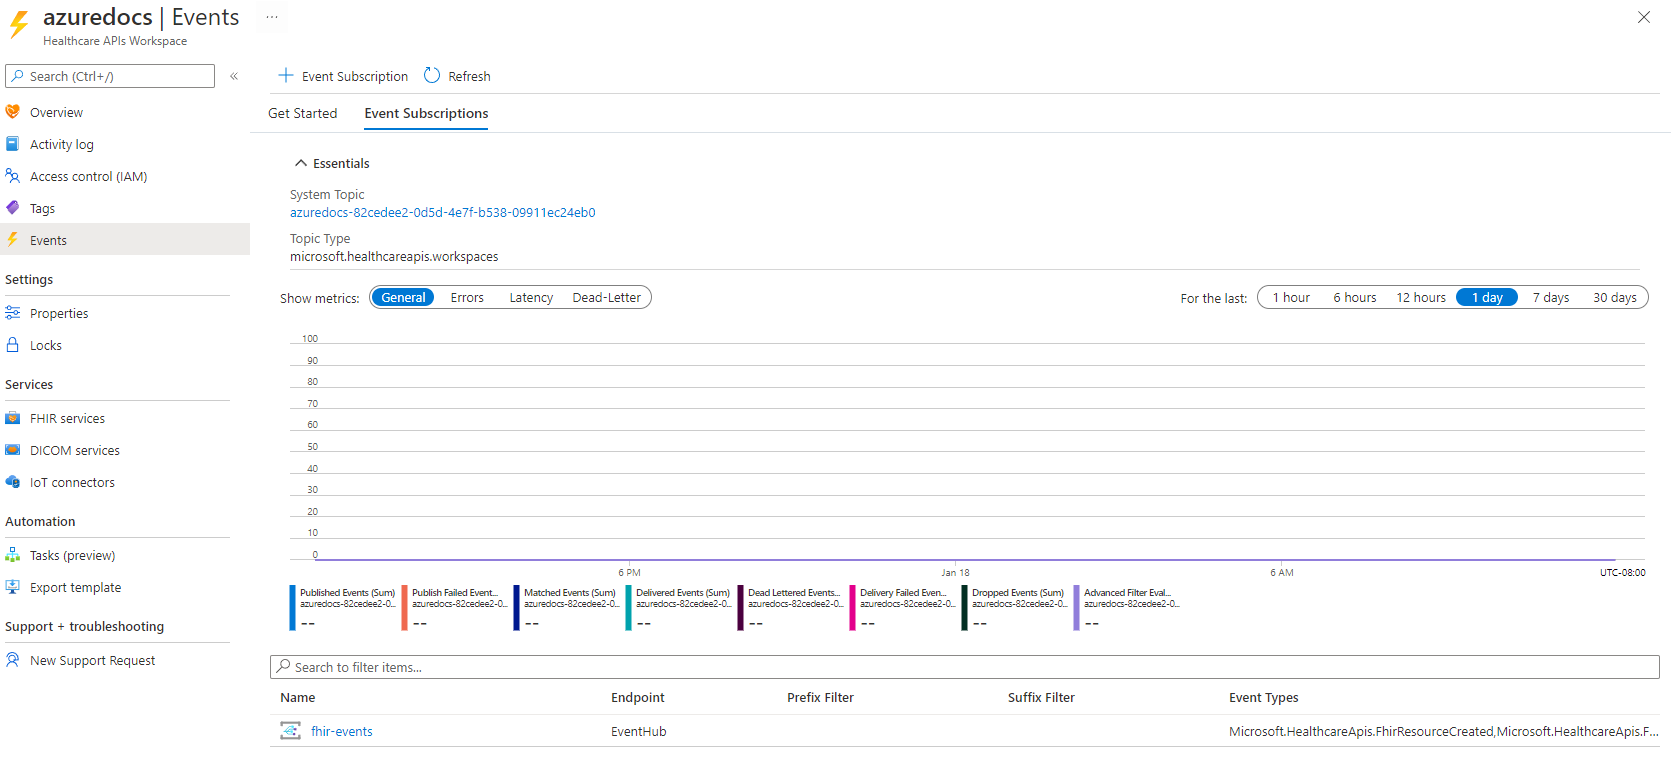 azuredocs | Events ...
Healthcare APIs Workspace
Search (Ctrl+/)
«
Overview
Activity log
Access control (IAM)
Tags
Events
Settings
Properties
Locks
Services
FHIR services
DICOM services
IoT connectors
Automation
Tasks (preview)
Export template
Support + troubleshooting
New Support Request
Event Subscription Refresh
Get Started Event Subscriptions
Essentials
System Topic
azuredocs-82cedee2-0d5d-4e7f-b538-09911ec24eb0
Topic Type
microsoft.healthcareapis.workspaces
Show metrics: General Errors Latency Dead-Letter
For the last: 1 hour 6 hours 12 hours 1 day 7 days 30 days
100
90
80
70
60
50
40
30
20
10
0
6 PM Jan 18 6 AM UTC-08:00
Published Events (Sum) Publish Failed Event... Matched Events (Sum) Delivered Events (Sum) Dead Lettered Events... Delivery Failed Even... Dropped Events (Sum) Advanced Filter Eval...
azuredocs-82cedee2-0... azuredocs-82cedee2-0... azuredocs-82cedee2-0... azuredocs-82cedee2-0... azuredocs-82cedee2-0... azuredocs-82cedee2-0... azuredocs-82cedee2-0... azuredocs-82cedee2-0...
-- -- -- -- -- -- -- --
Search to filter items...
Name Endpoint Prefix Filter Suffix Filter Event Types
fhir-events EventHub Microsoft.HealthcareApis.FhirResourceCreated,Microsoft.HealthcareApis.F...